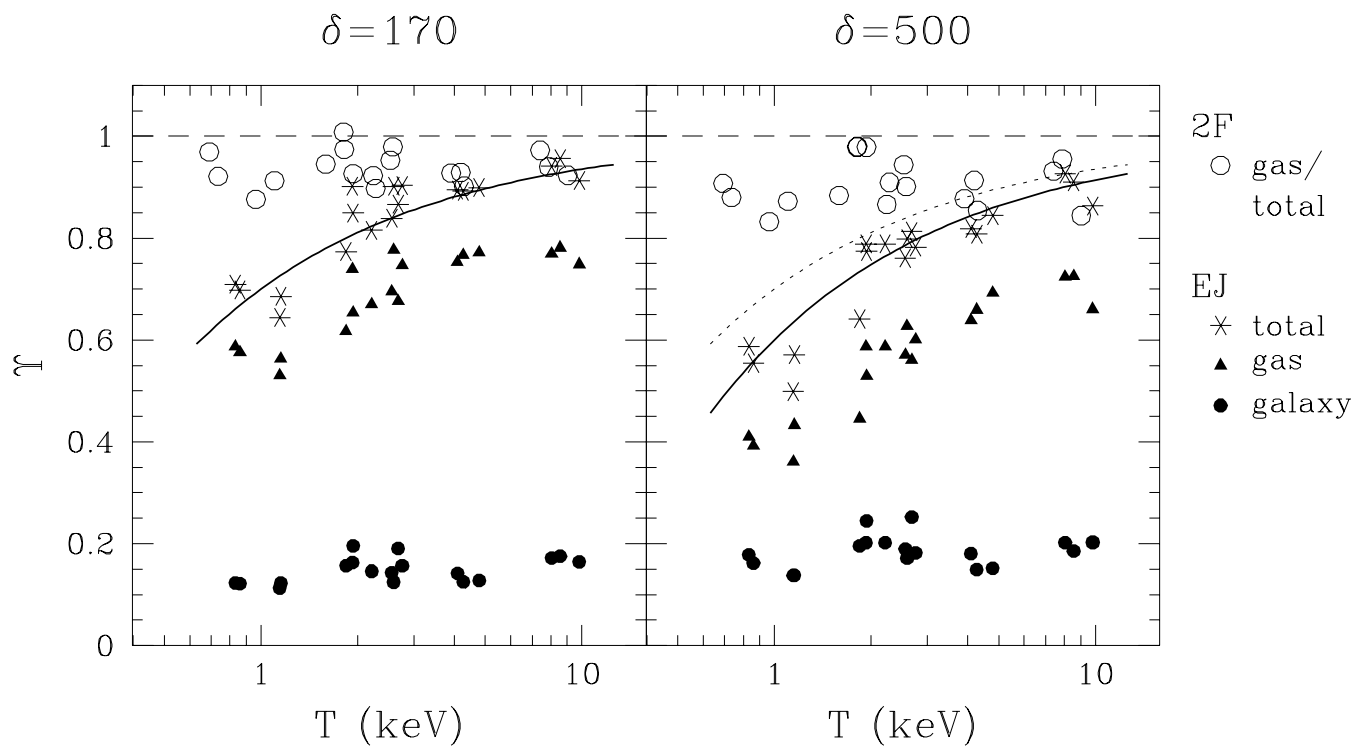 δ=170
δ=500
1
0.8
0.6
0.4
0.2
0
ϒ
1
10
1
10
T (keV)
T (keV)
2F
gas/
total
EJ
total
gas
galaxy